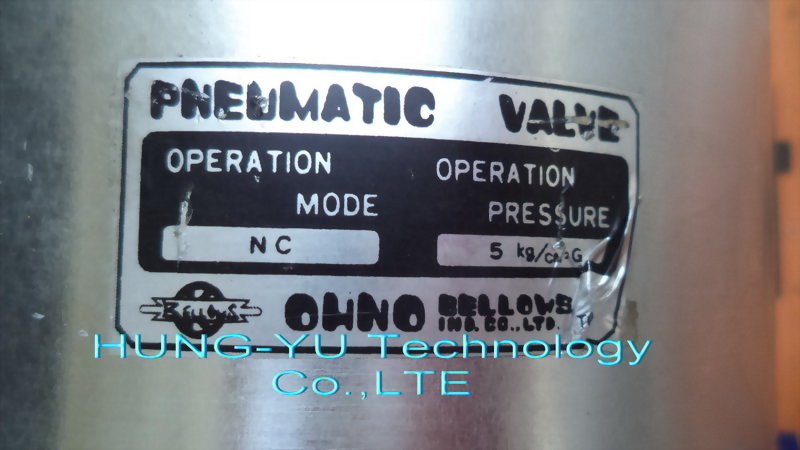 PNEUMATIC VALVE
OPERATION MODE
NC
OPERATION PRESSURE
5 kg/cm²G
BELLOWS
OHNO BELLOWS
IND. CO., LTD.
HUNG-YU Technology
Co.,LTE